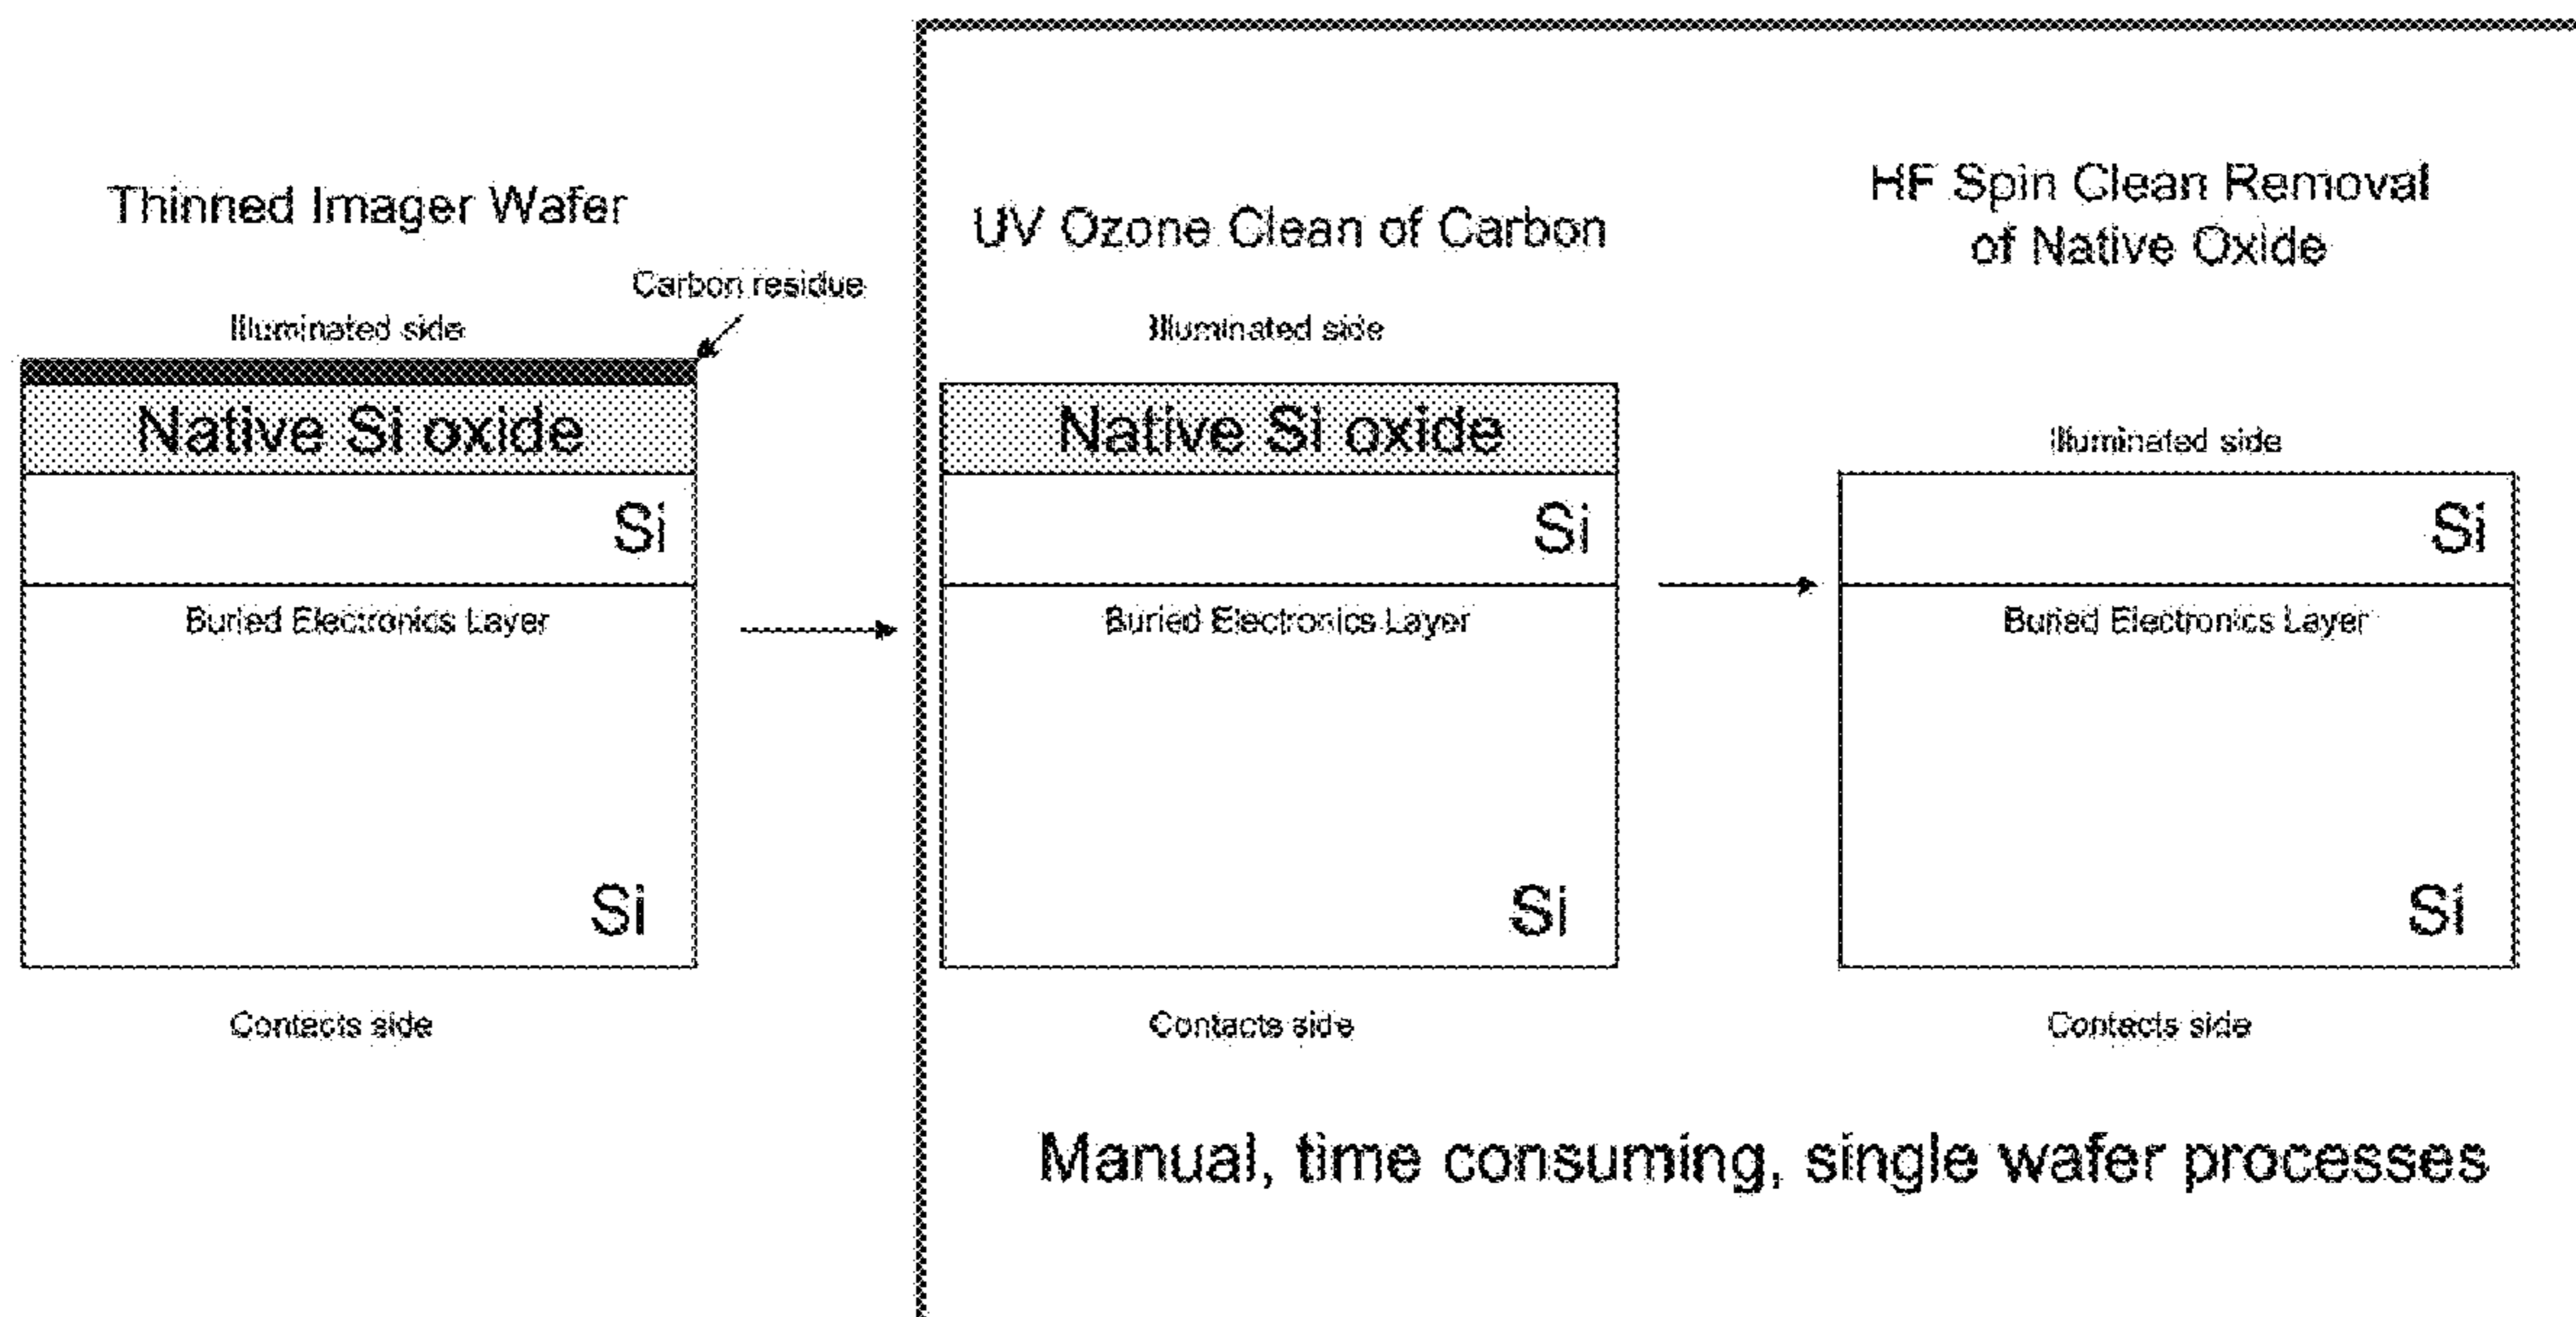 Thinned Imager Wafer
Carbon residue
Illuminated side
Native Si oxide
Si
Buried Electronics Layer
Si
Contacts side
UV Ozone Clean of Carbon
Illuminated side
Native Si oxide
Si
Buried Electronics Layer
Si
Contacts side
HF Spin Clean Removal
of Native Oxide
Illuminated side
Si
Buried Electronics Layer
Si
Contacts side
Manual, time consuming, single wafer processes